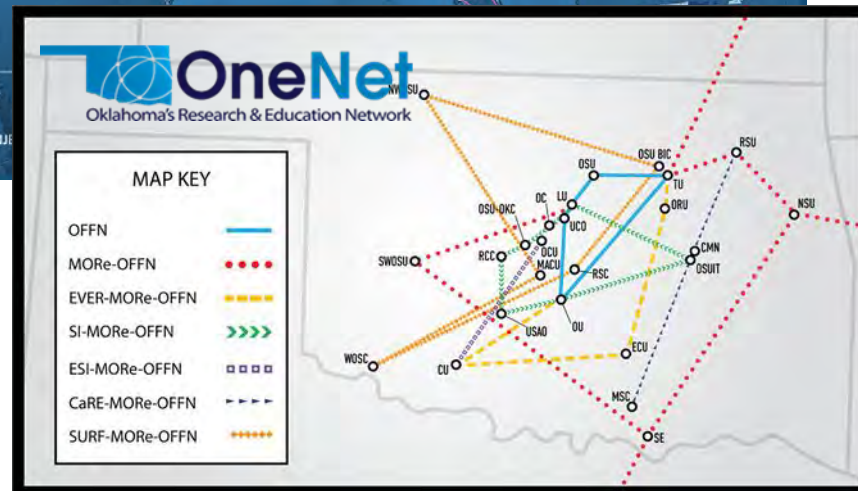 OneNet
Oklahoma's Research & Education Network
MAP KEY
OFFN
MORe-OFFN
EVER-MORe-OFFN
SI-MORe-OFFN
ESI-MORe-OFFN
CaRE-MORe-OFFN
SURF-MORe-OFFN
NWOSU
OSU BIC
RSU
OSU
TU
OC
LU
ORU
NSU
OSU-OKC
UCO
OCU
CMN
SWOSU
RCC
MACU
RSC
OSUIT
USAO
OU
WOSC
CU
ECU
MSC
SE